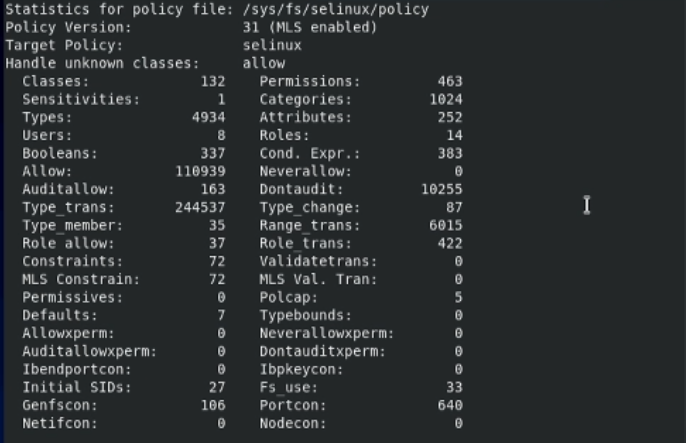 Statistics for policy file: /sys/fs/selinux/policy
Policy Version: 31 (MLS enabled)
Target Policy: selinux
Handle unknown classes: allow
Classes: 132 Permissions: 463
Sensitivities: 1 Categories: 1024
Types: 4934 Attributes: 252
Users: 8 Roles: 14
Booleans: 337 Cond. Expr.: 383
Allow: 110939 Neverallow: 0
Auditallow: 163 Dontaudit: 10255
Type_trans: 244537 Type_change: 87
Type_member: 35 Range_trans: 6015
Role allow: 37 Role_trans: 422
Constraints: 72 Validatetrans: 0
MLS Constrain: 72 MLS Val. Tran: 0
Permissives: 0 Polcap: 5
Defaults: 7 Typebounds: 0
Allowxperm: 0 Neverallowxperm: 0
Auditallowxperm: 0 Dontauditxperm: 0
Ibendportcon: 0 Ibpkeycon: 0
Initial SIDs: 27 Fs_use: 33
Genfscon: 106 Portcon: 640
Netifcon: 0 Nodecon: 0